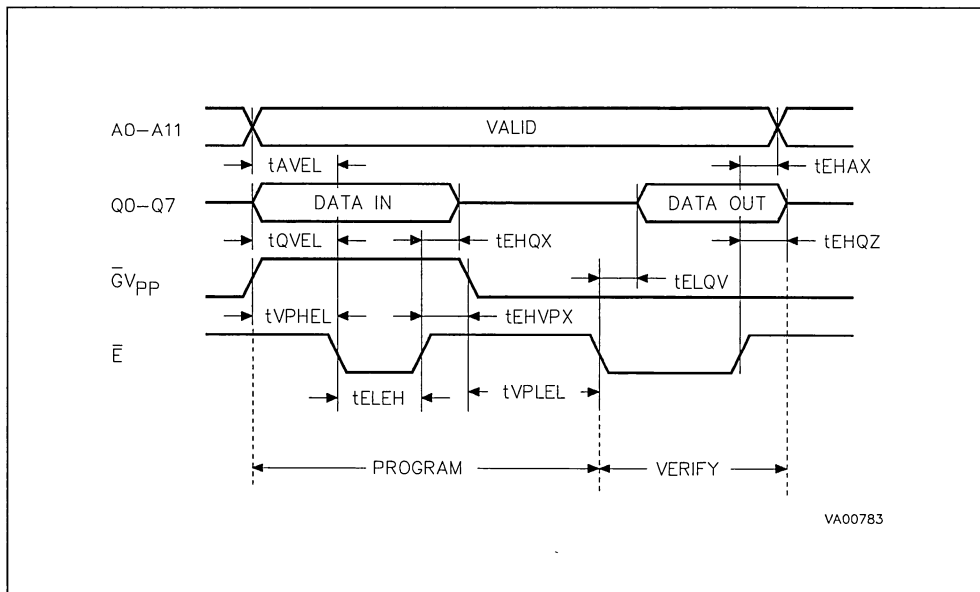 A0-A11
VALID
tAVEL
tEHAX
Q0-Q7
DATA IN
DATA OUT
tQVEL
tEHQX
tEHQZ
tELQV
G̅VPP
tVPHEL
tEHVPX
E̅
tELEH
tVPLEL
PROGRAM
VERIFY
VA00783